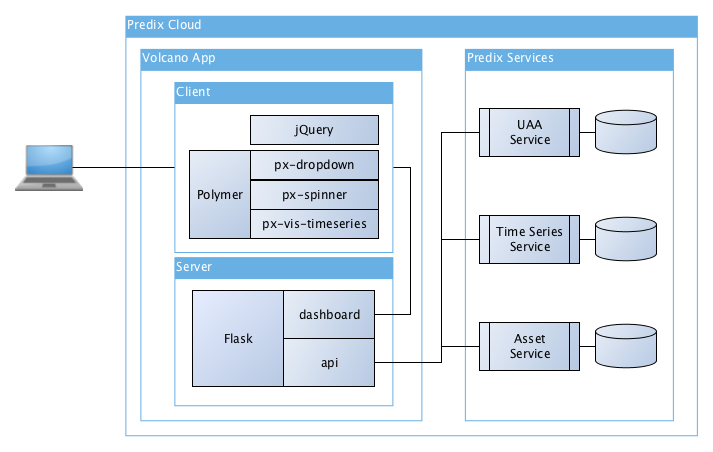 Predix Cloud
Volcano App
Client
jQuery
Polymer
px-dropdown
px-spinner
px-vis-timeseries
Server
Flask
dashboard
api
Predix Services
UAA
Service
Time Series
Service
Asset
Service